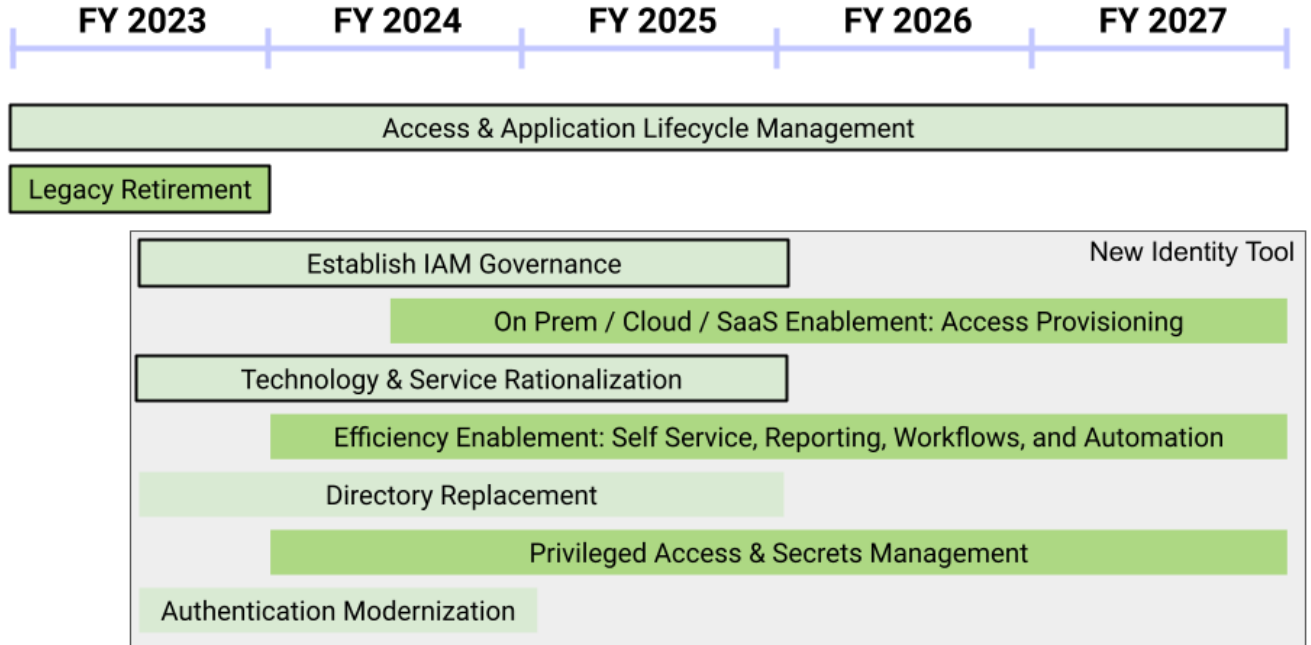 FY 2023 FY 2024 FY 2025 FY 2026 FY 2027
Access & Application Lifecycle Management
Legacy Retirement
New Identity Tool
Establish IAM Governance
On Prem / Cloud / SaaS Enablement: Access Provisioning
Technology & Service Rationalization
Efficiency Enablement: Self Service, Reporting, Workflows, and Automation
Directory Replacement
Privileged Access & Secrets Management
Authentication Modernization